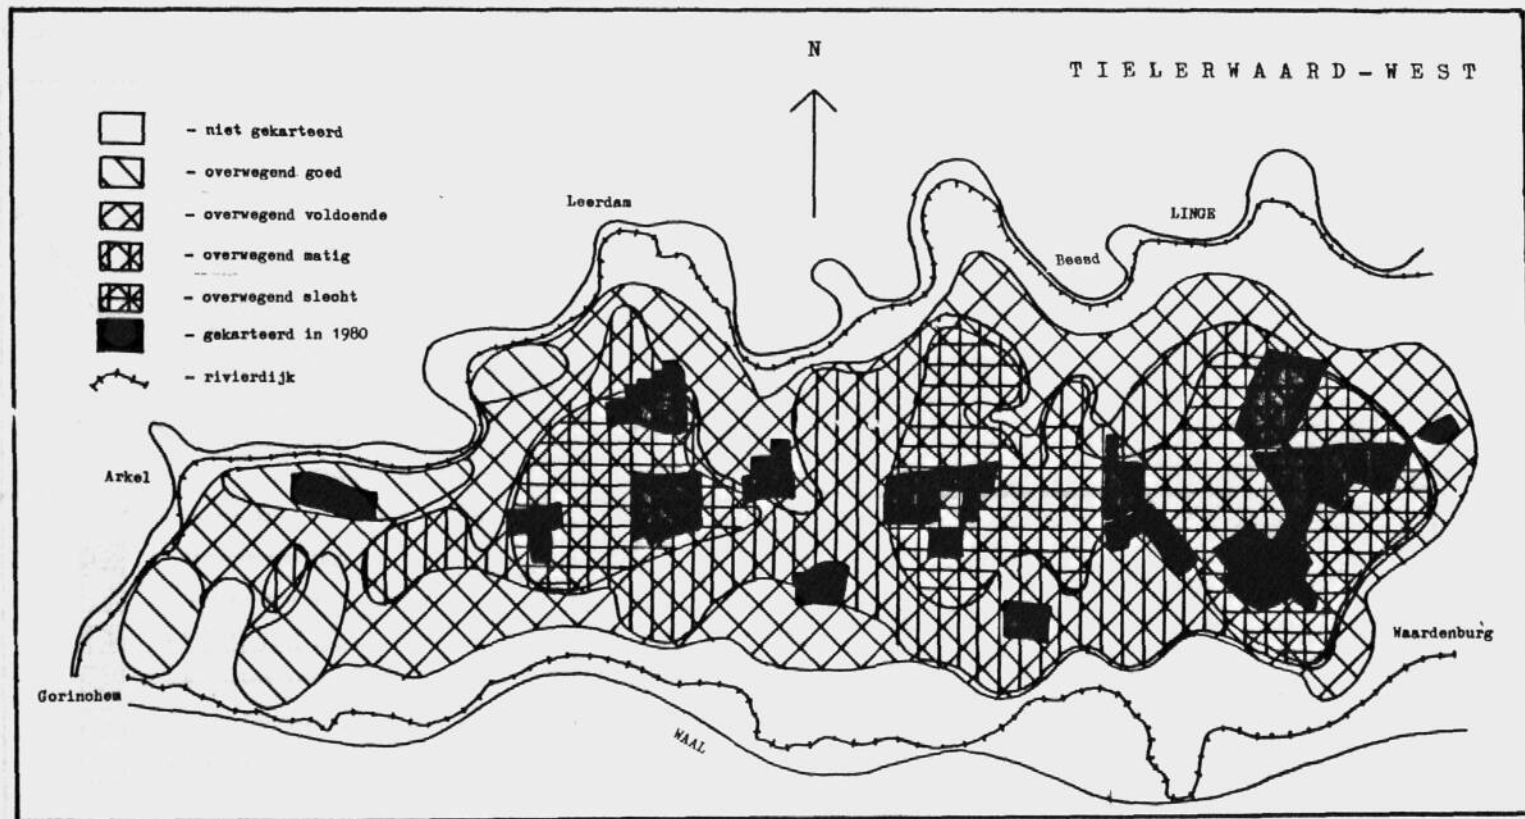 N
TIELERWAARD-WEST
- niet gekarteerd
- overwegend goed
- overwegend voldoende
- overwegend matig
- overwegend slecht
- gekarteerd in 1980
- rivierdijk
Leerdam
LINGE
Beesd
Arkel
Waardenburg
Gorinchem
WAAL